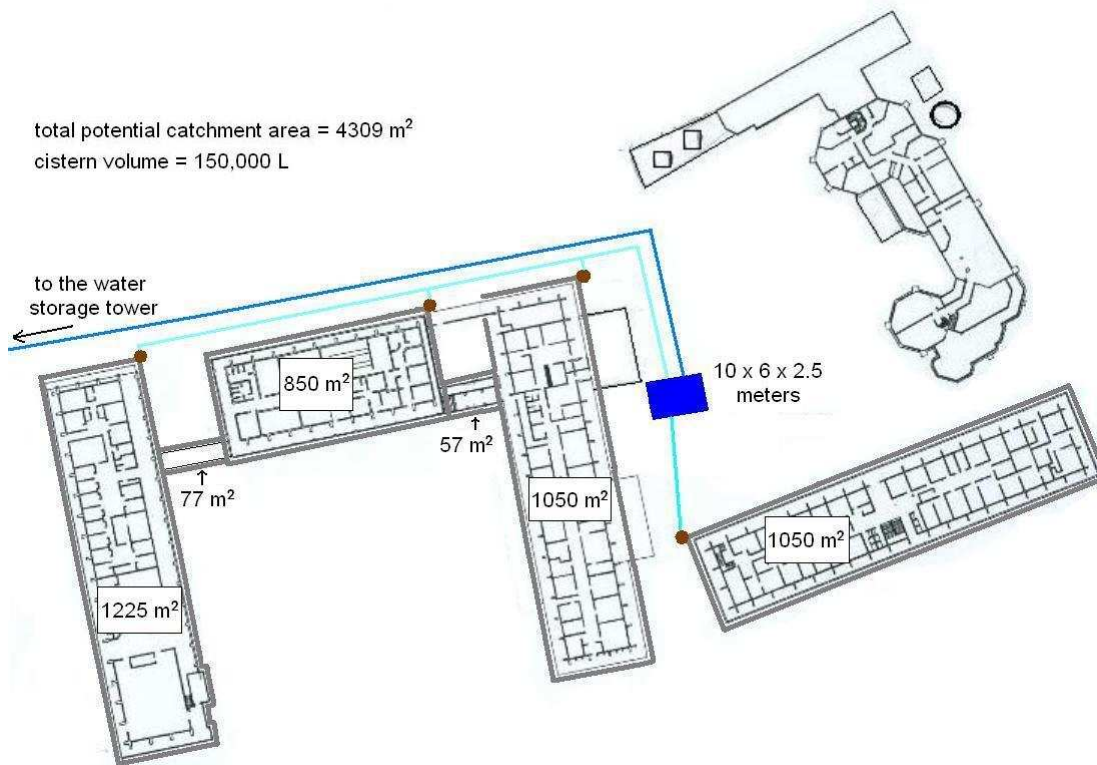 total potential catchment area = 4309 m²
cistern volume = 150,000 L
to the water
storage tower
850 m²
10 x 6 x 2.5
meters
57 m²
77 m²
1050 m²
1050 m²
1225 m²